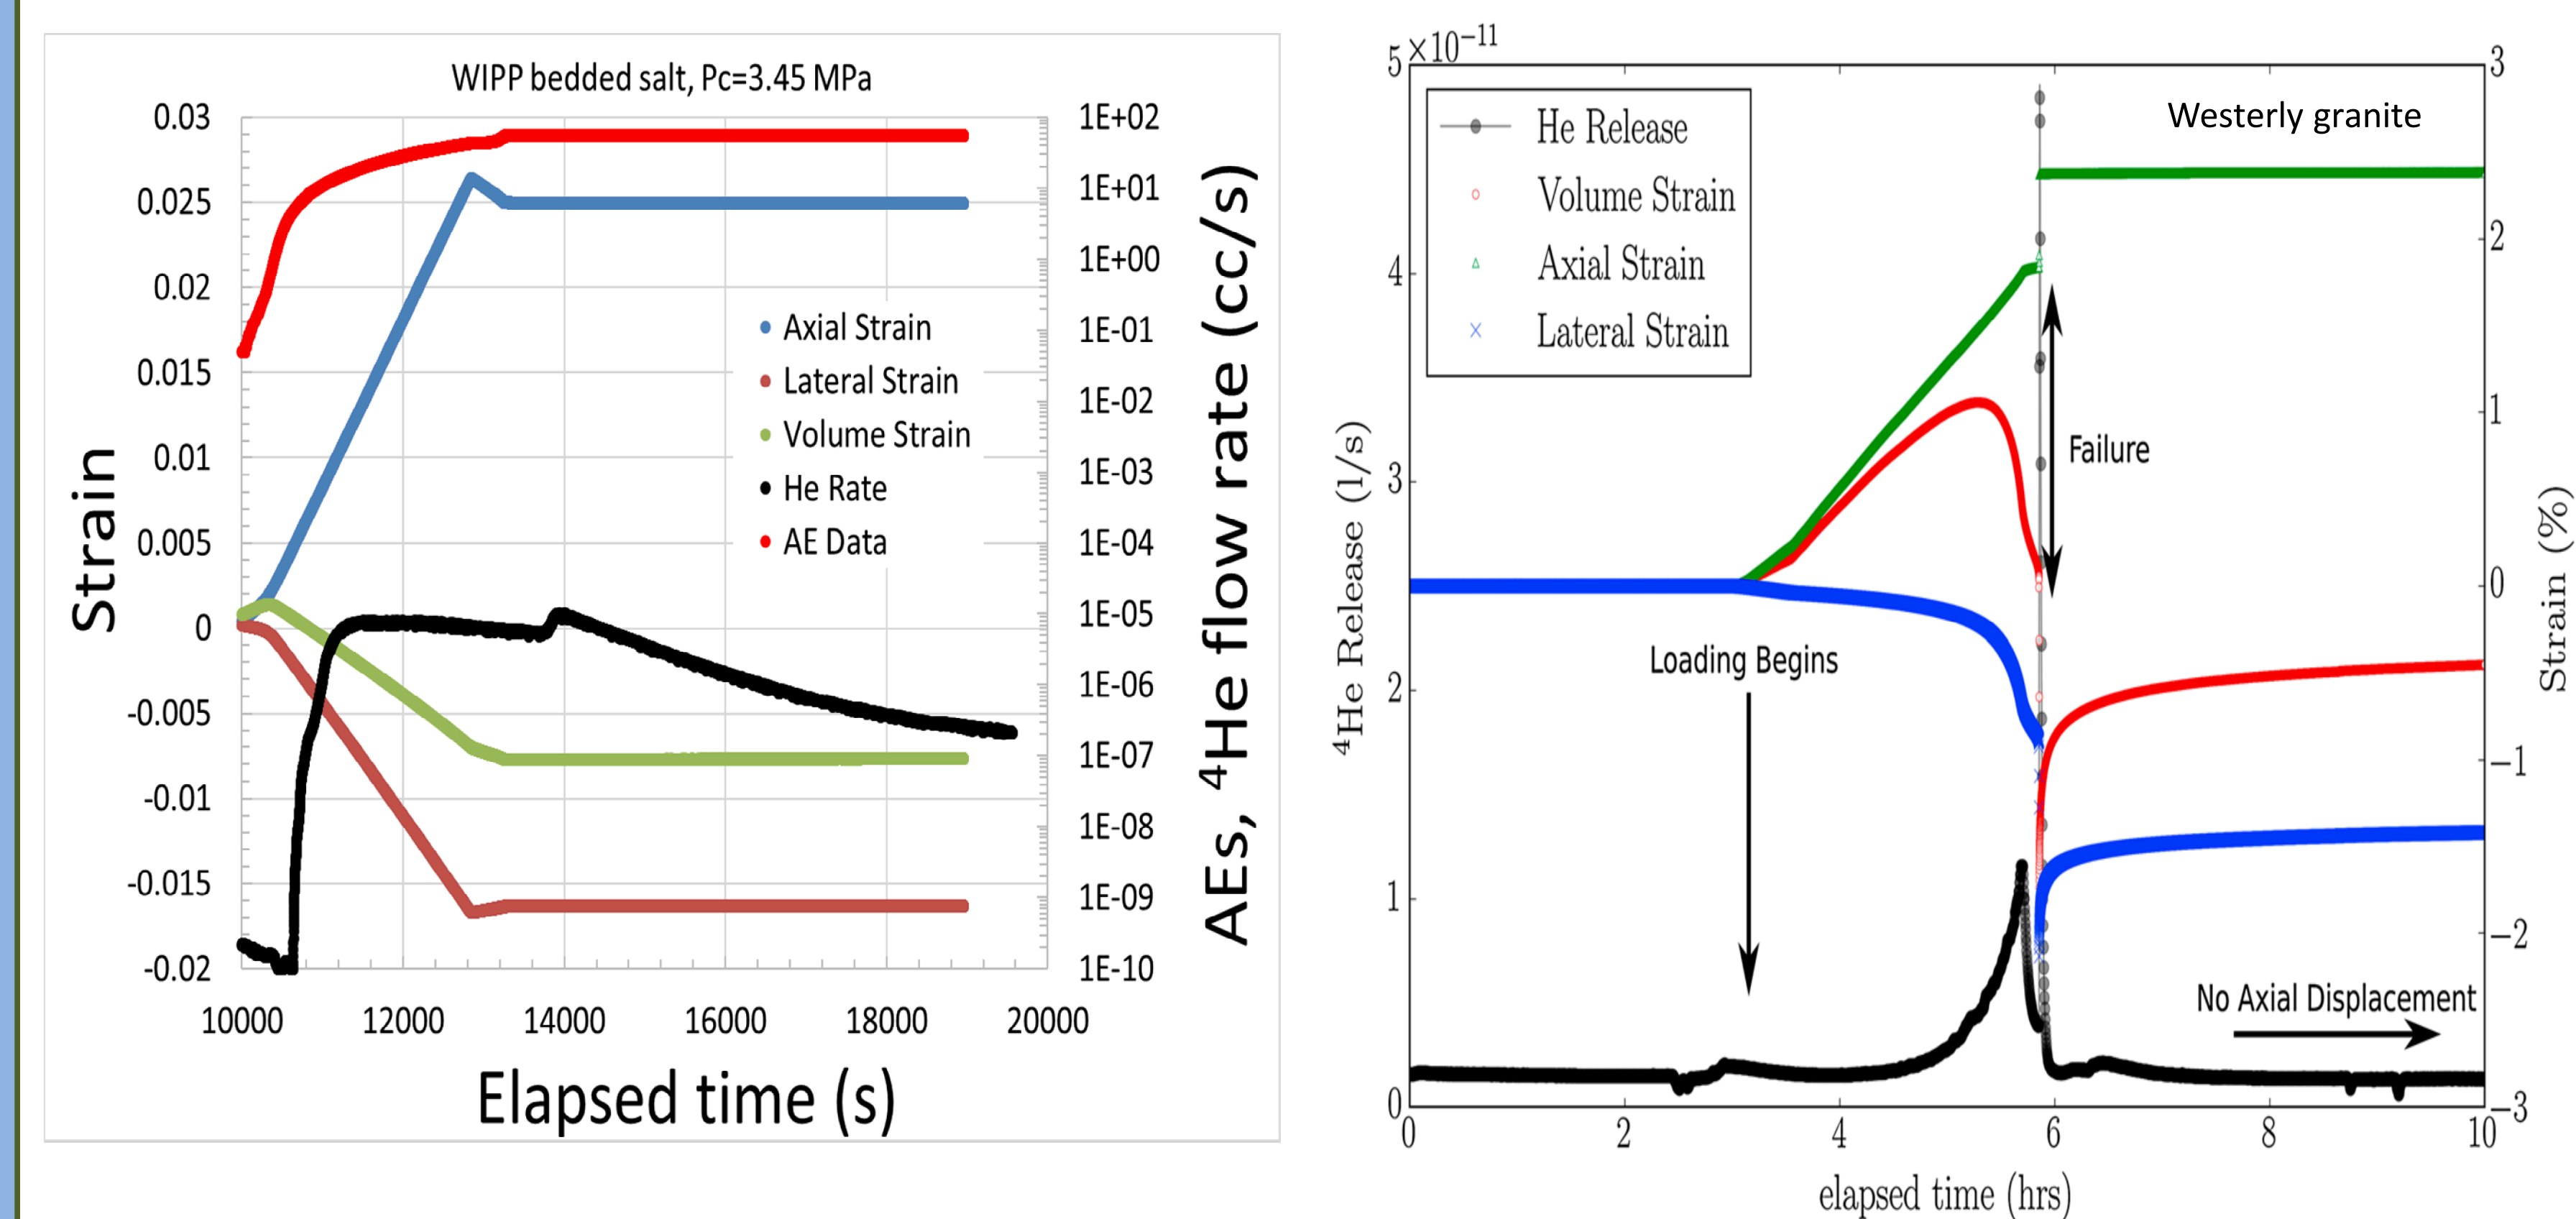 WIPP bedded salt, Pc=3.45 MPa
0.03
0.025
0.02
0.015
0.01
0.005
0
-0.005
-0.01
-0.015
-0.02
Strain
1E+02
1E+01
1E+00
1E-01
1E-02
1E-03
1E-04
1E-05
1E-06
1E-07
1E-08
1E-09
1E-10
AEs, ⁴He flow rate (cc/s)
Axial Strain
Lateral Strain
Volume Strain
He Rate
AE Data
10000 12000 14000 16000 18000 20000
Elapsed time (s)
5×10⁻¹¹
4
3
2
1
0
⁴He Release (l/s)
He Release
Volume Strain
Axial Strain
Lateral Strain
Westerly granite
Failure
Loading Begins
No Axial Displacement
3
2
1
0
−1
−2
−3
Strain (%)
0 2 4 6 8 10
elapsed time (hrs)